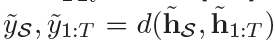 ỹ_𝒮, ỹ_{1:T} = d(h̃_𝒮, h̃_{1:T})